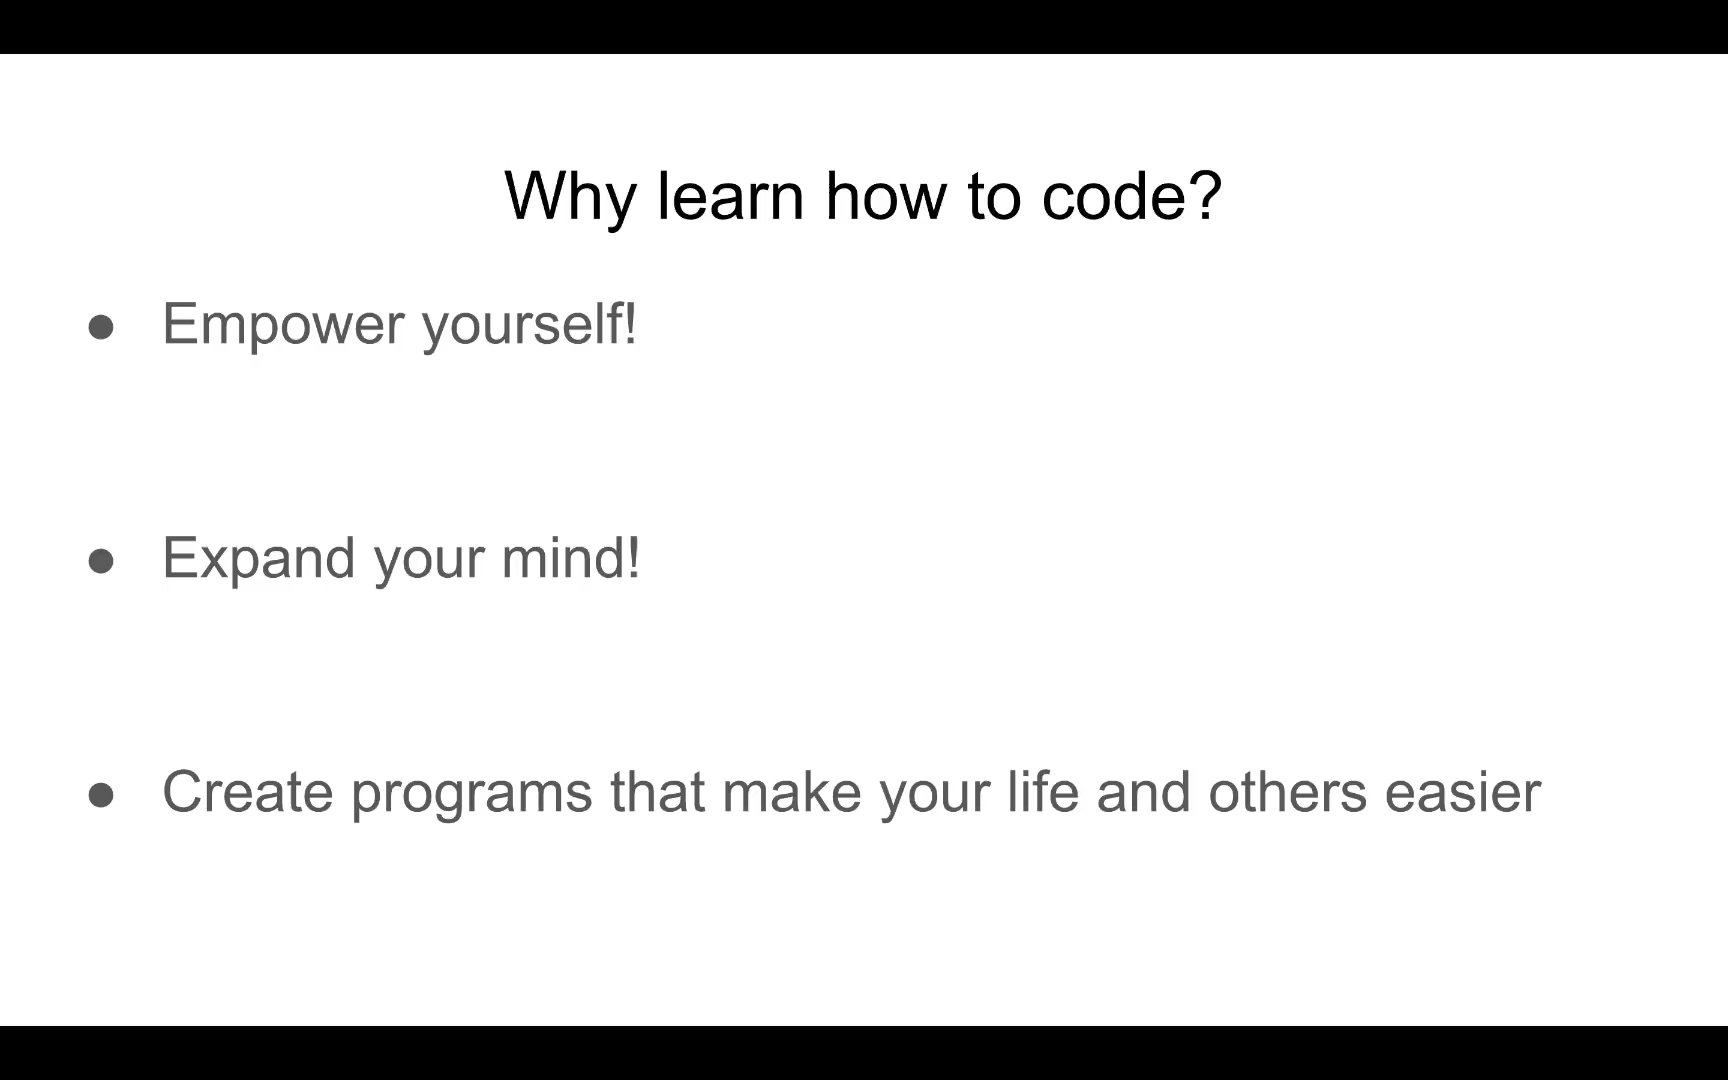 Why learn how to code?
● Empower yourself!
● Expand your mind!
● Create programs that make your life and others easier